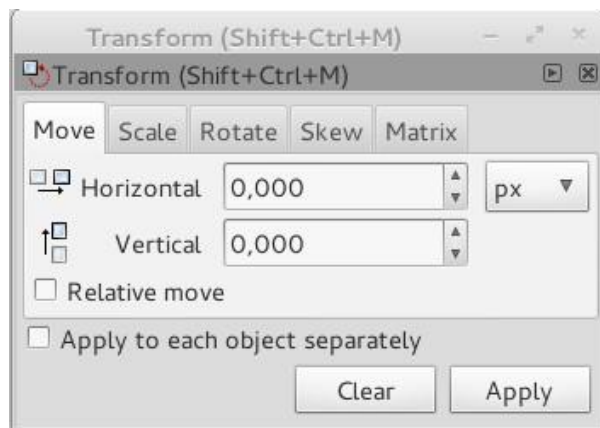 Transform (Shift+Ctrl+M)
Transform (Shift+Ctrl+M)
Move Scale Rotate Skew Matrix
Horizontal 0,000 px
Vertical 0,000
Relative move
Apply to each object separately
Clear Apply